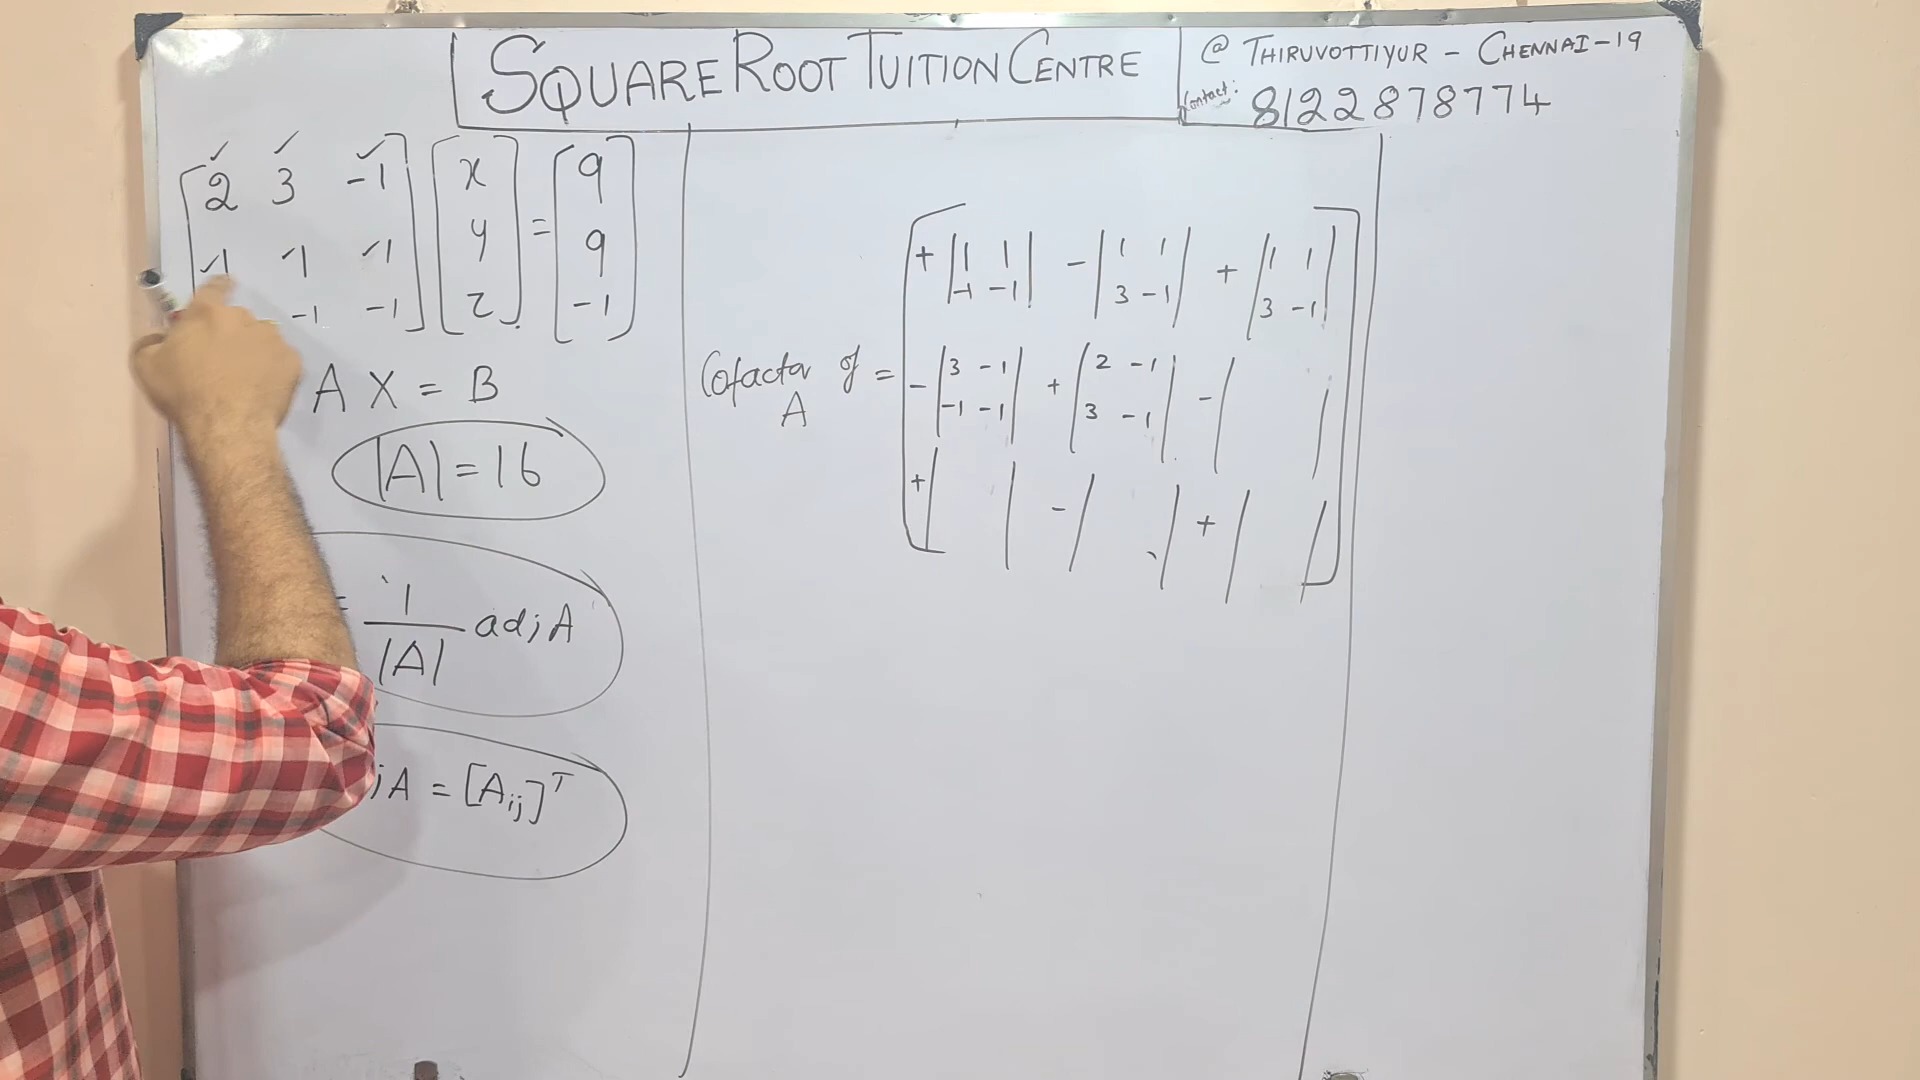 SQUARE ROOT TUITION CENTRE
@ THIRUVOTTIYUR - CHENNAI-19
Contact: 8122878774
2 3 -1 x = 9
1 1 1 y 9
-1 -1 z -1
A X = B
|A| = 16
= 1/|A| adj A
jA = [Aij]T
Cofactor of A =
+ |1 1| - |1 1| + |1 1|
|-1 -1| |3 -1| |3 -1|
- |3 -1| + |2 -1| - | |
|-1 -1| |3 -1|
+ | | - | | + | |